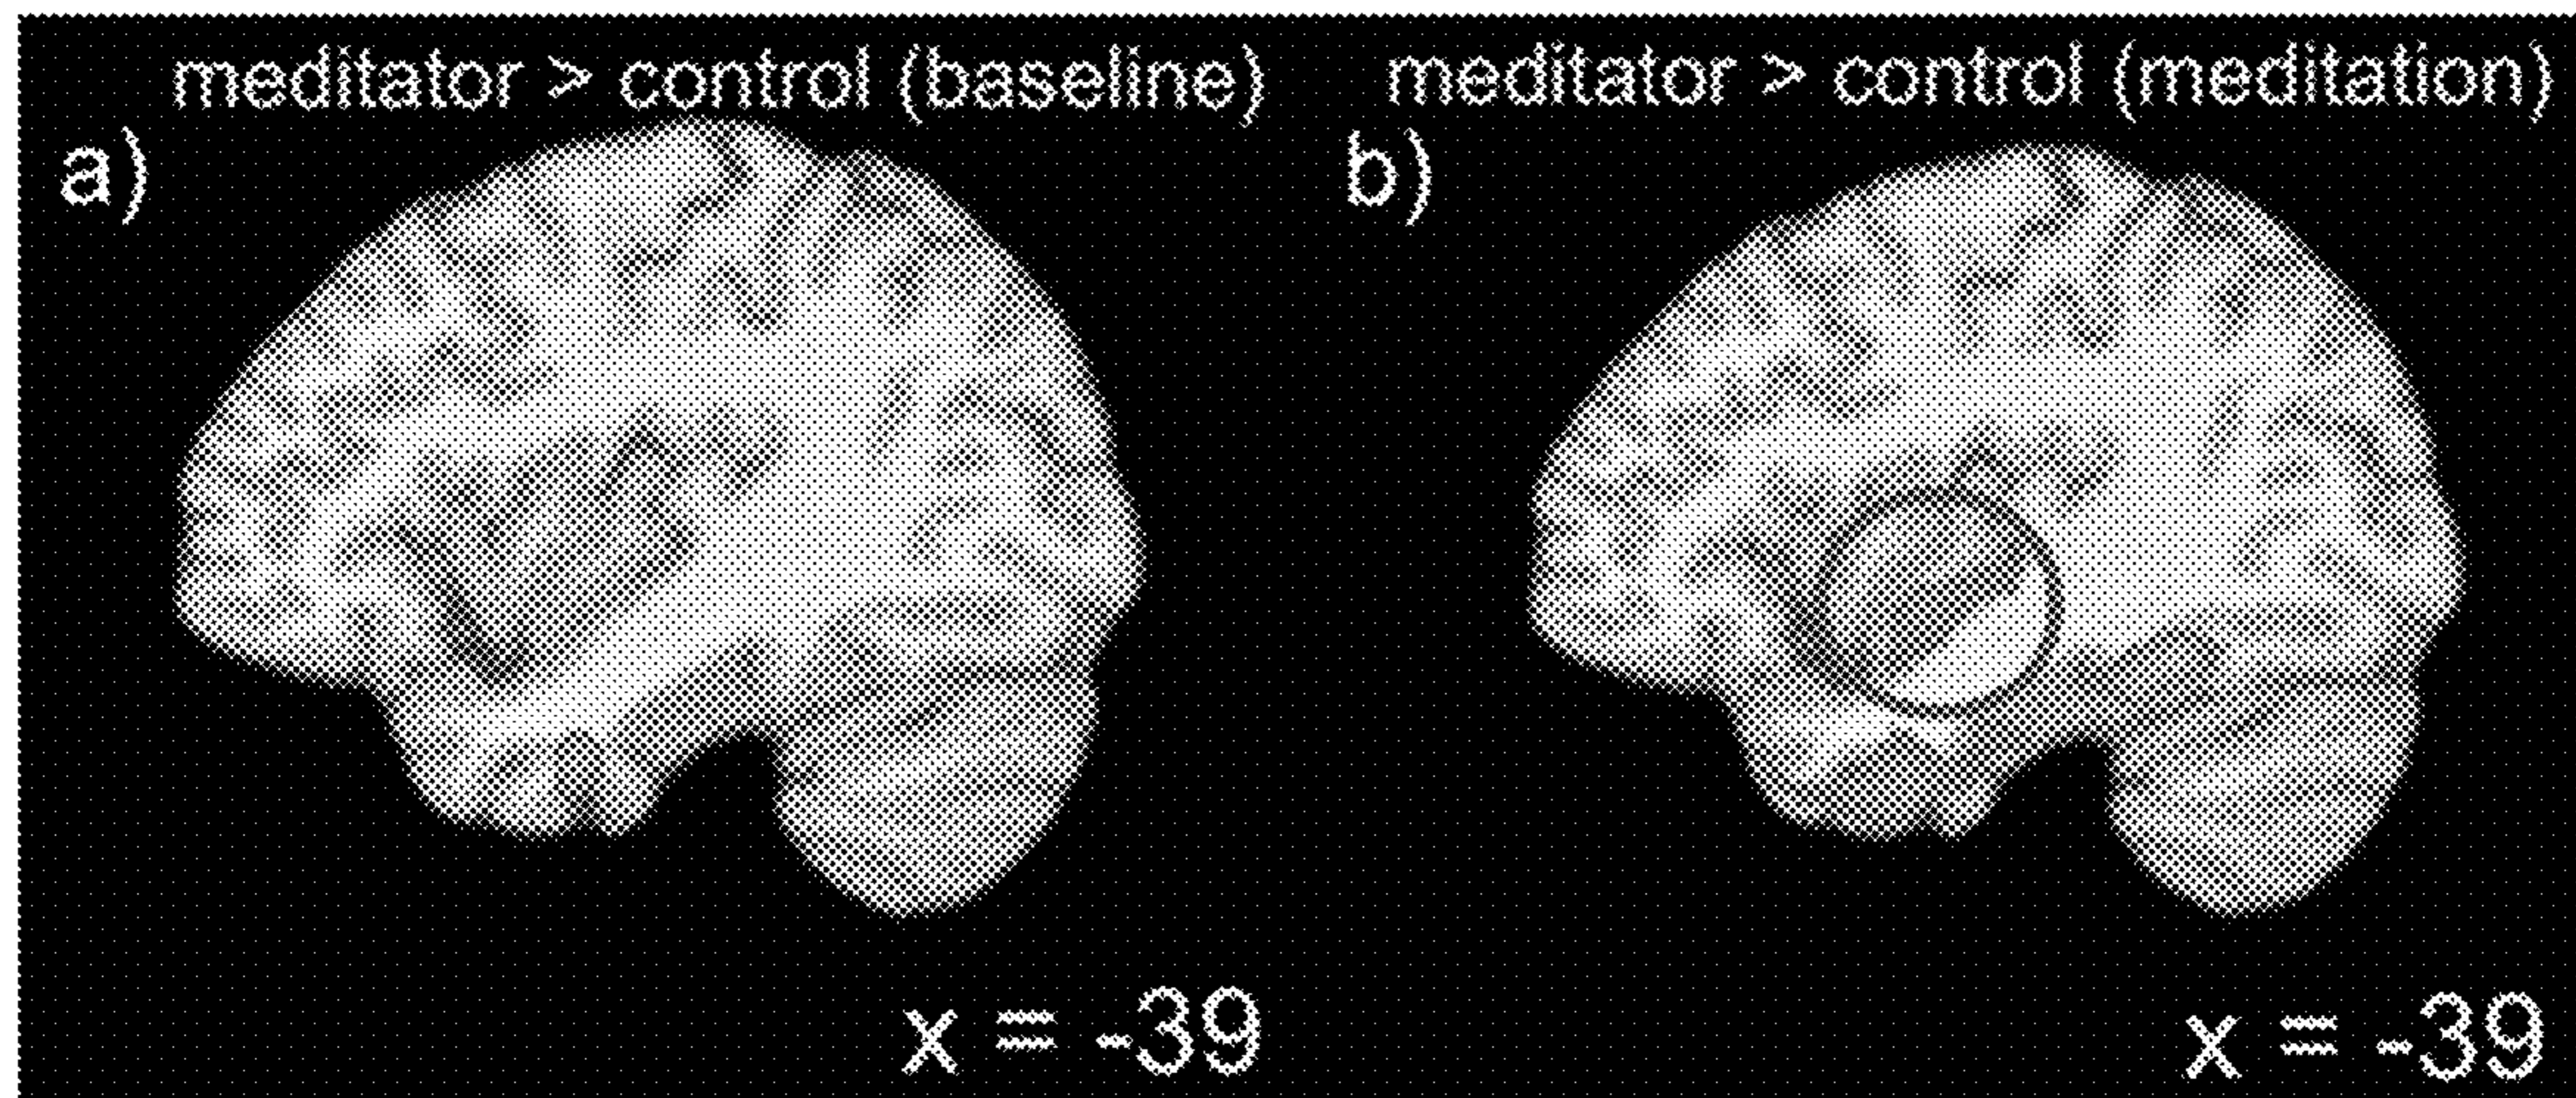 meditator > control (baseline)
a)
x = -39
meditator > control (meditation)
b)
x = -39